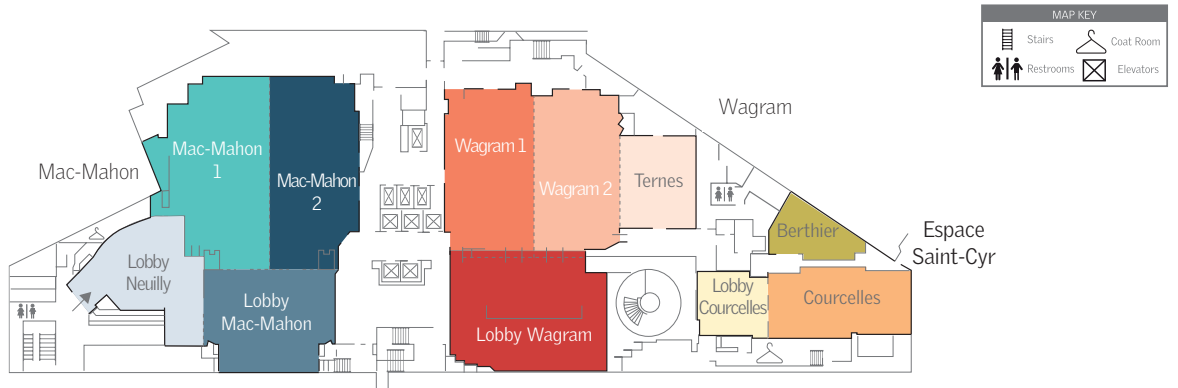 MAP KEY
Stairs
Coat Room
Restrooms
Elevators
Wagram
Mac-Mahon
Mac-Mahon
1
Mac-Mahon
2
Wagram 1
Wagram 2
Ternes
Berthier
Espace
Saint-Cyr
Lobby
Neuilly
Lobby
Mac-Mahon
Lobby Wagram
Lobby
Courcelles
Courcelles